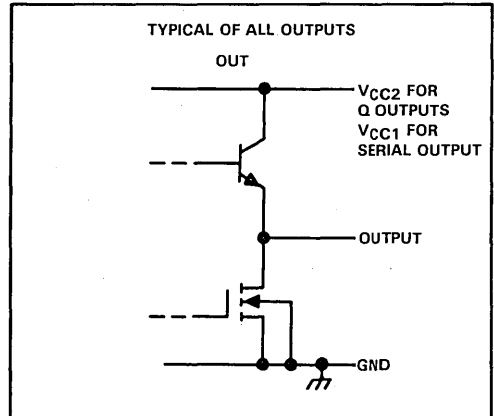 TYPICAL OF ALL OUTPUTS
OUT
VCC2 FOR
Q OUTPUTS
VCC1 FOR
SERIAL OUTPUT
OUTPUT
GND